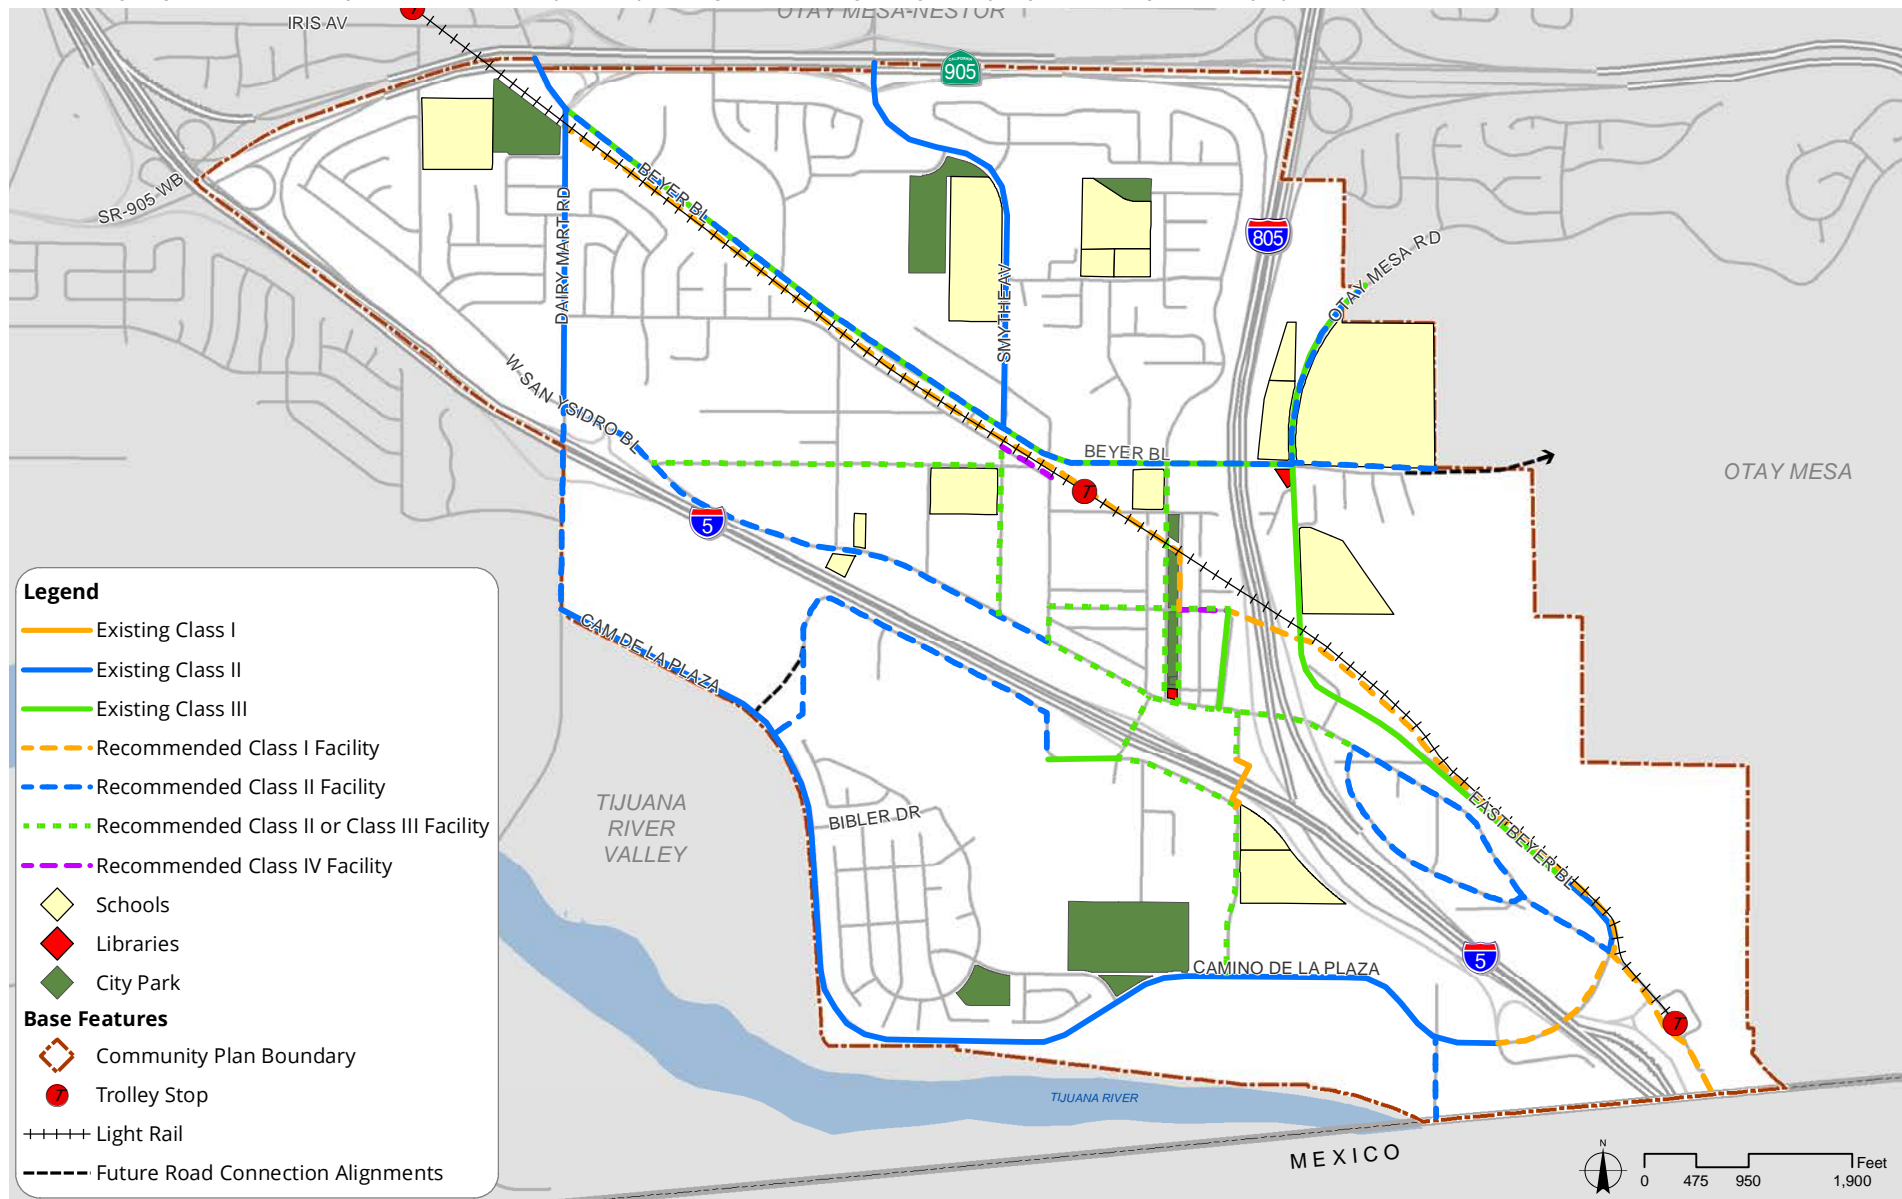 IRIS AV
OTAY MESA-NESTOR
CALIFORNIA
905
SR-905 WB
BEYER BL
DAIRY MART RD
805
OTAY MESA RD
SMYTHE AV
W SAN YSIDRO BL
BEYER BL
OTAY MESA
5
CAM DE LA PLAZA
TIJUANA
RIVER
VALLEY
BIBLER DR
EAST BEYER BL
5
CAMINO DE LA PLAZA
TIJUANA RIVER
MEXICO
Legend
Existing Class I
Existing Class II
Existing Class III
Recommended Class I Facility
Recommended Class II Facility
Recommended Class II or Class III Facility
Recommended Class IV Facility
Schools
Libraries
City Park
Base Features
Community Plan Boundary
T Trolley Stop
Light Rail
Future Road Connection Alignments
T
T
T
N
Feet
0 475 950 1,900